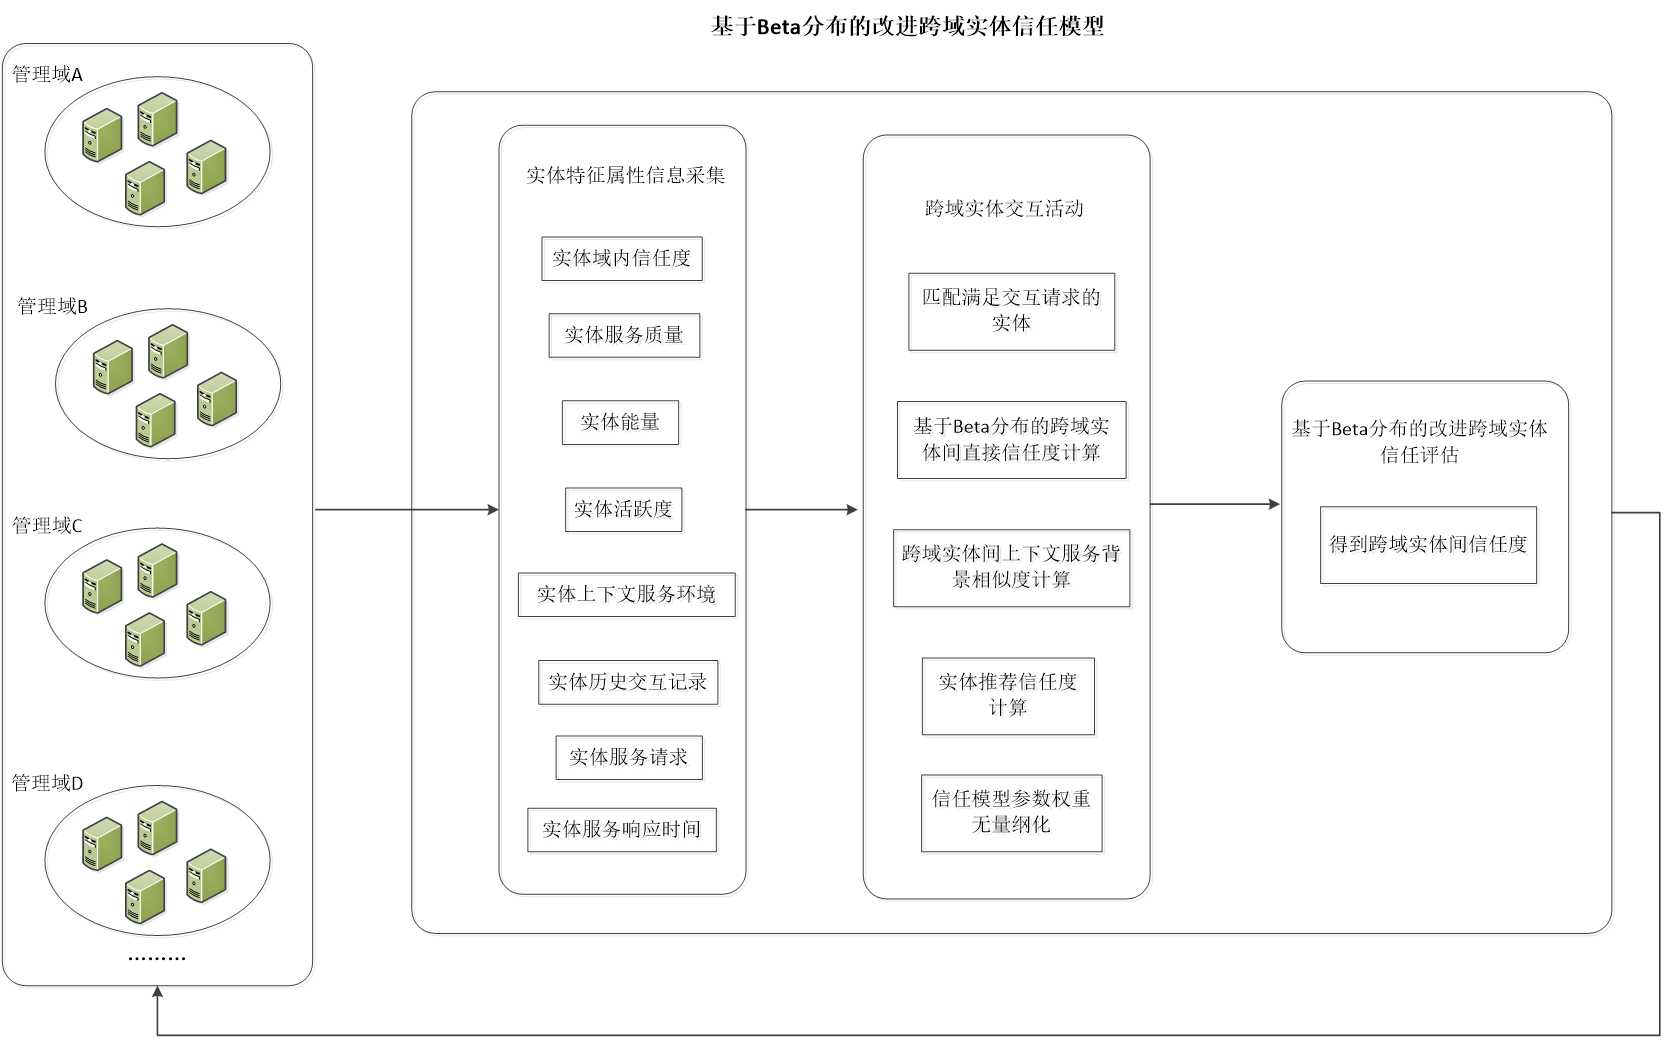 基于Beta分布的改进跨域实体信任模型
管理域A
管理域B
管理域C
管理域D
………
实体特征属性信息采集
实体域内信任度
实体服务质量
实体能量
实体活跃度
实体上下文服务环境
实体历史交互记录
实体服务请求
实体服务响应时间
跨域实体交互活动
匹配满足交互请求的
实体
基于Beta分布的跨域实
体间直接信任度计算
跨域实体间上下文服务背
景相似度计算
实体推荐信任度
计算
信任模型参数权重
无量纲化
基于Beta分布的改进跨域实体
信任评估
得到跨域实体间信任度